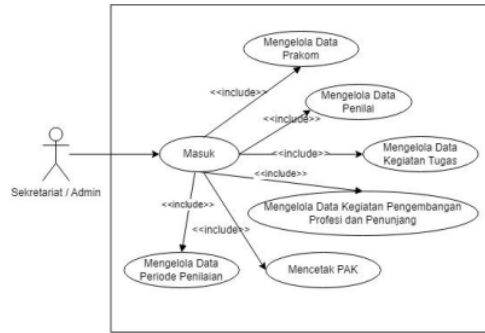 Mengelola Data
Prakom
<<include>>
Mengelola Data
Penilai
<<include>>
Masuk
<<include>>
Mengelola Data
Kegiatan Tugas
Sekretariat / Admin
<<include>>
Mengelola Data Kegiatan Pengembangan
Profesi dan Penunjang
<<include>>
<<include>>
Mengelola Data
Periode Penilaian
Mencetak PAK